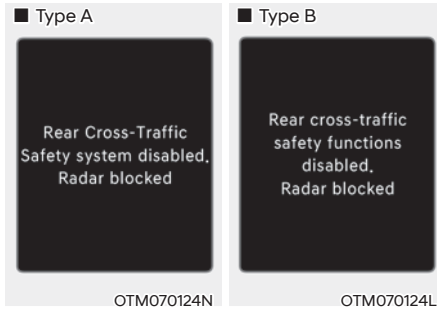 ■ Type A
Rear Cross-Traffic
Safety system disabled.
Radar blocked
OTM070124N
■ Type B
Rear cross-traffic
safety functions
disabled.
Radar blocked
OTM070124L